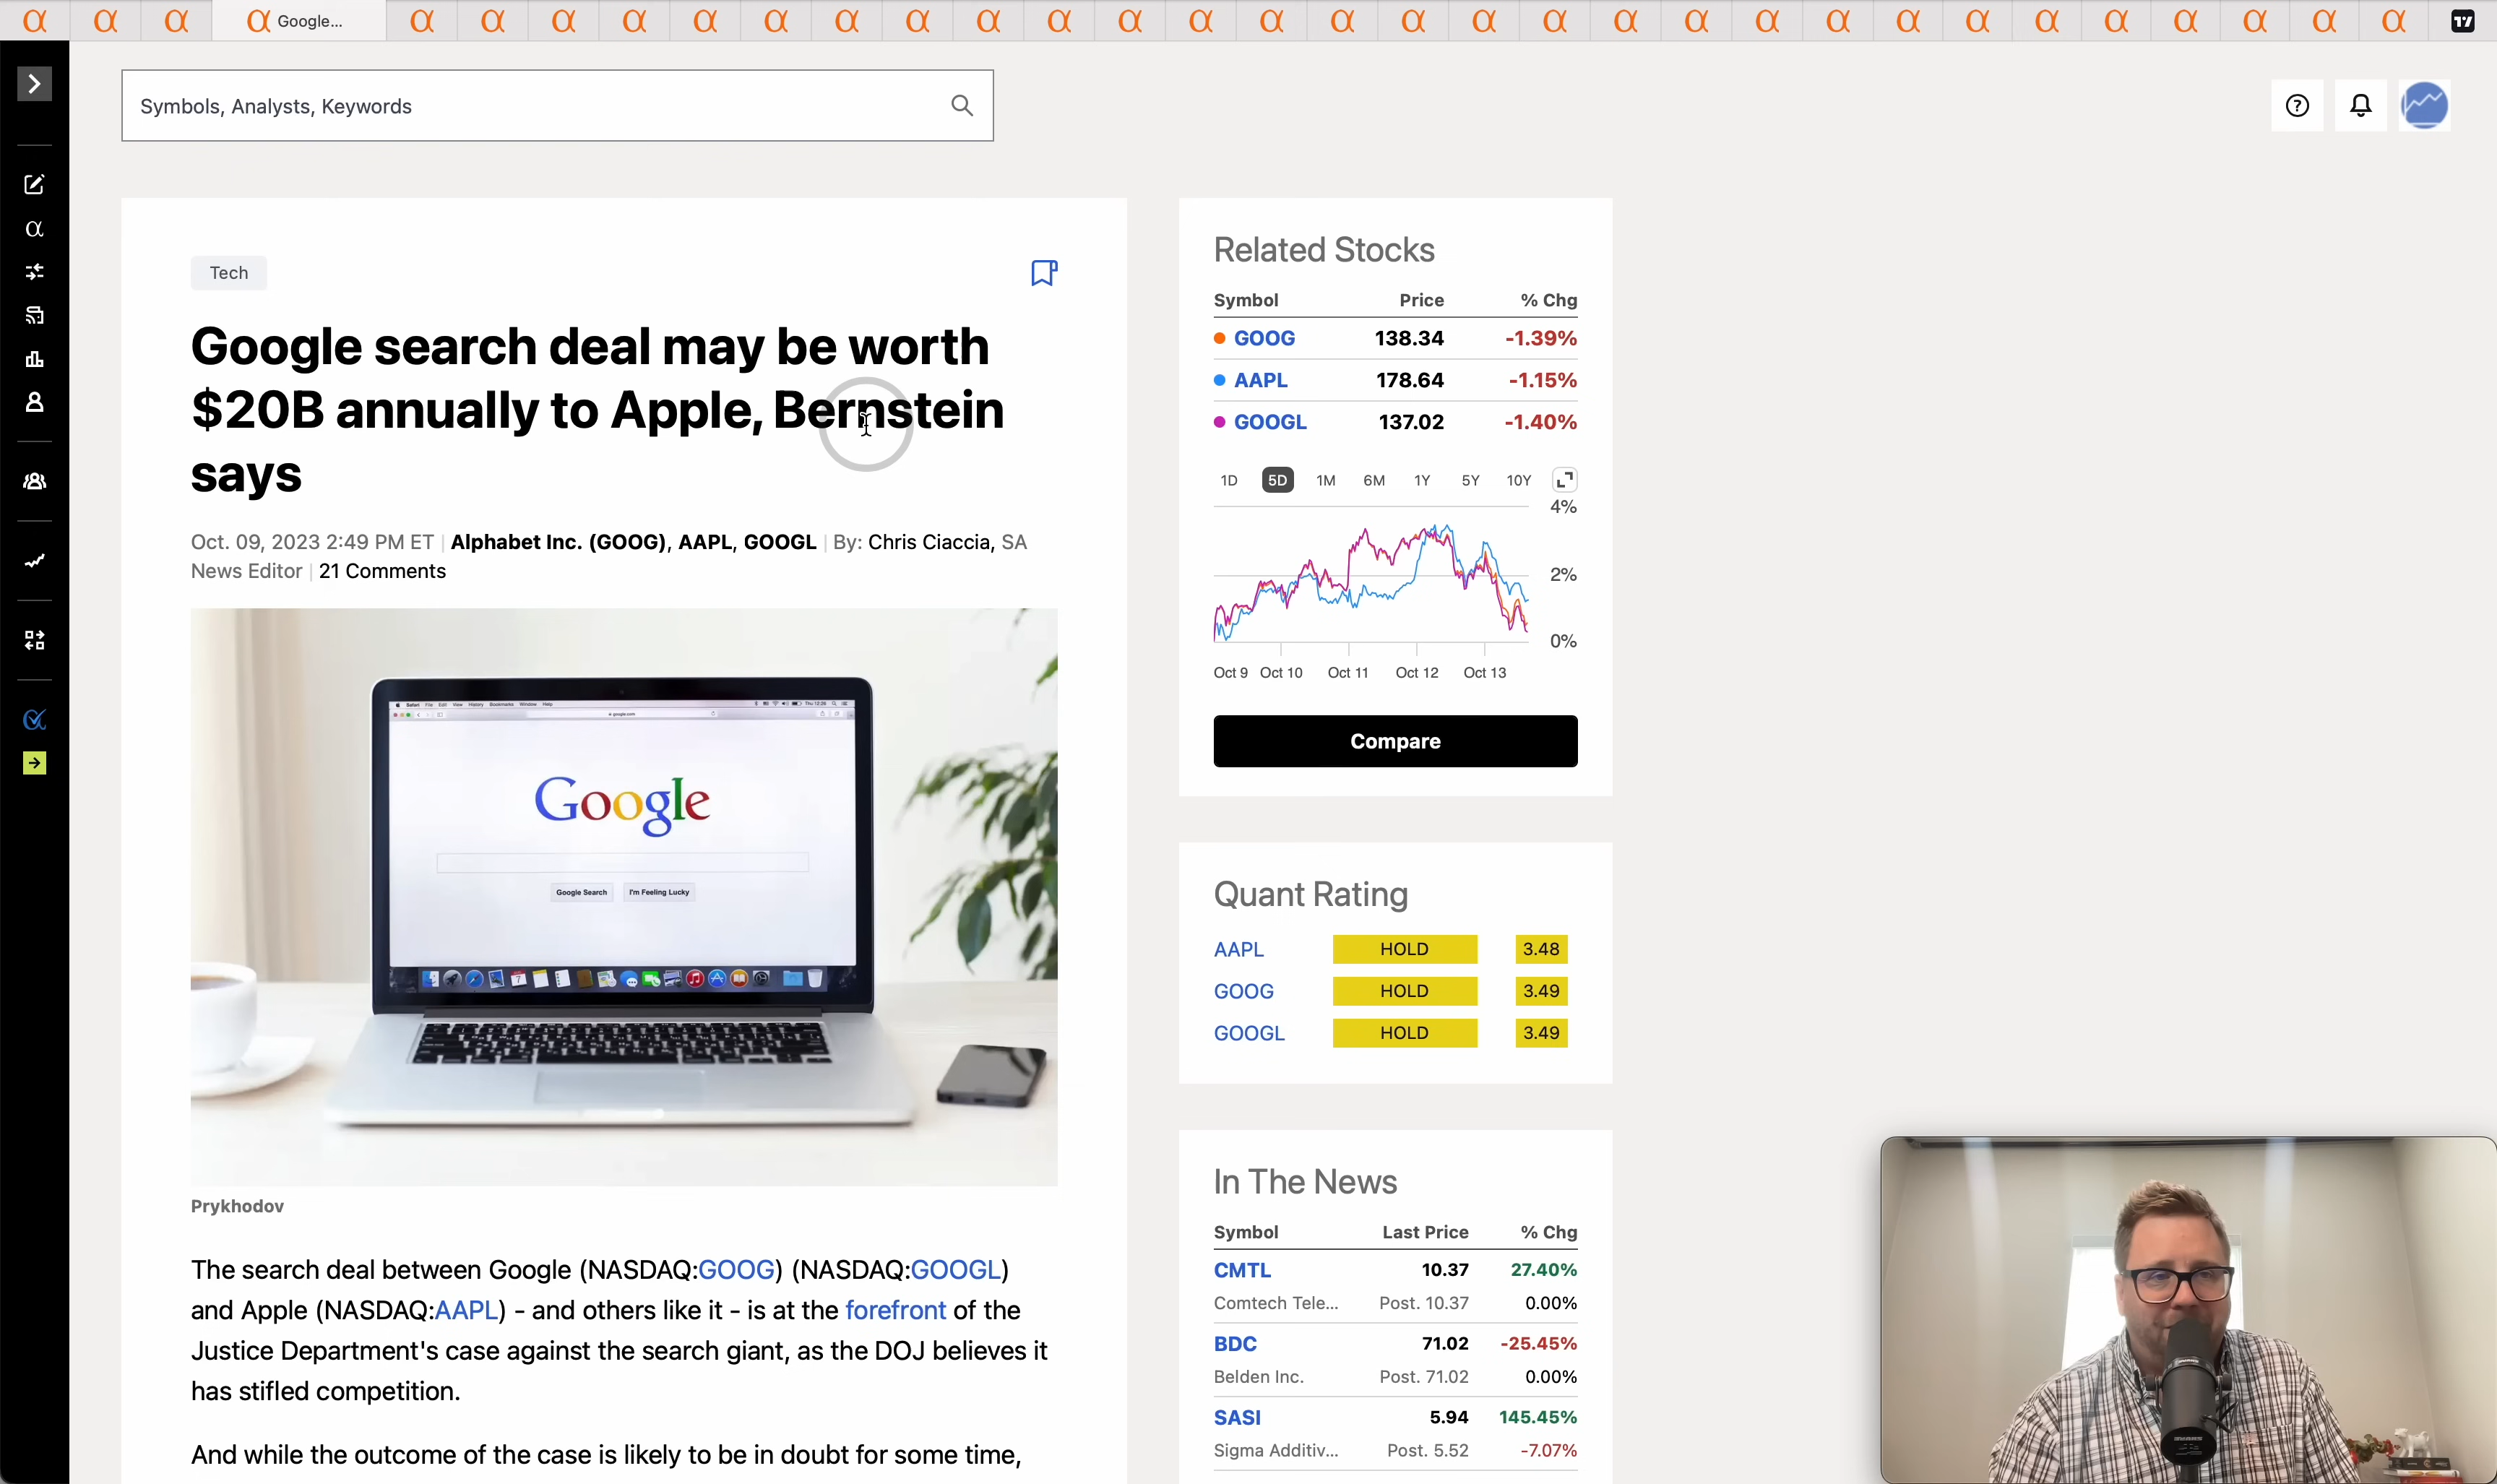 Google...
Symbols, Analysts, Keywords
Tech
Google search deal may be worth
$20B annually to Apple, Bernstein
says
Oct. 09, 2023 2:49 PM ET | Alphabet Inc. (GOOG), AAPL, GOOGL | By: Chris Ciaccia, SA
News Editor | 21 Comments
Safari File Edit View History Bookmarks Window Help
google.com
Google
Google Search I'm Feeling Lucky
Prykhodov
The search deal between Google (NASDAQ:GOOG) (NASDAQ:GOOGL)
and Apple (NASDAQ:AAPL) - and others like it - is at the forefront of the
Justice Department's case against the search giant, as the DOJ believes it
has stifled competition.
And while the outcome of the case is likely to be in doubt for some time,
Related Stocks
Symbol Price % Chg
GOOG 138.34 -1.39%
AAPL 178.64 -1.15%
GOOGL 137.02 -1.40%
1D 5D 1M 6M 1Y 5Y 10Y
4%
2%
0%
Oct 9 Oct 10 Oct 11 Oct 12 Oct 13
Compare
Quant Rating
AAPL HOLD 3.48
GOOG HOLD 3.49
GOOGL HOLD 3.49
In The News
Symbol Last Price % Chg
CMTL 10.37 27.40%
Comtech Tele... Post. 10.37 0.00%
BDC 71.02 -25.45%
Belden Inc. Post. 71.02 0.00%
SASI 5.94 145.45%
Sigma Additiv... Post. 5.52 -7.07%